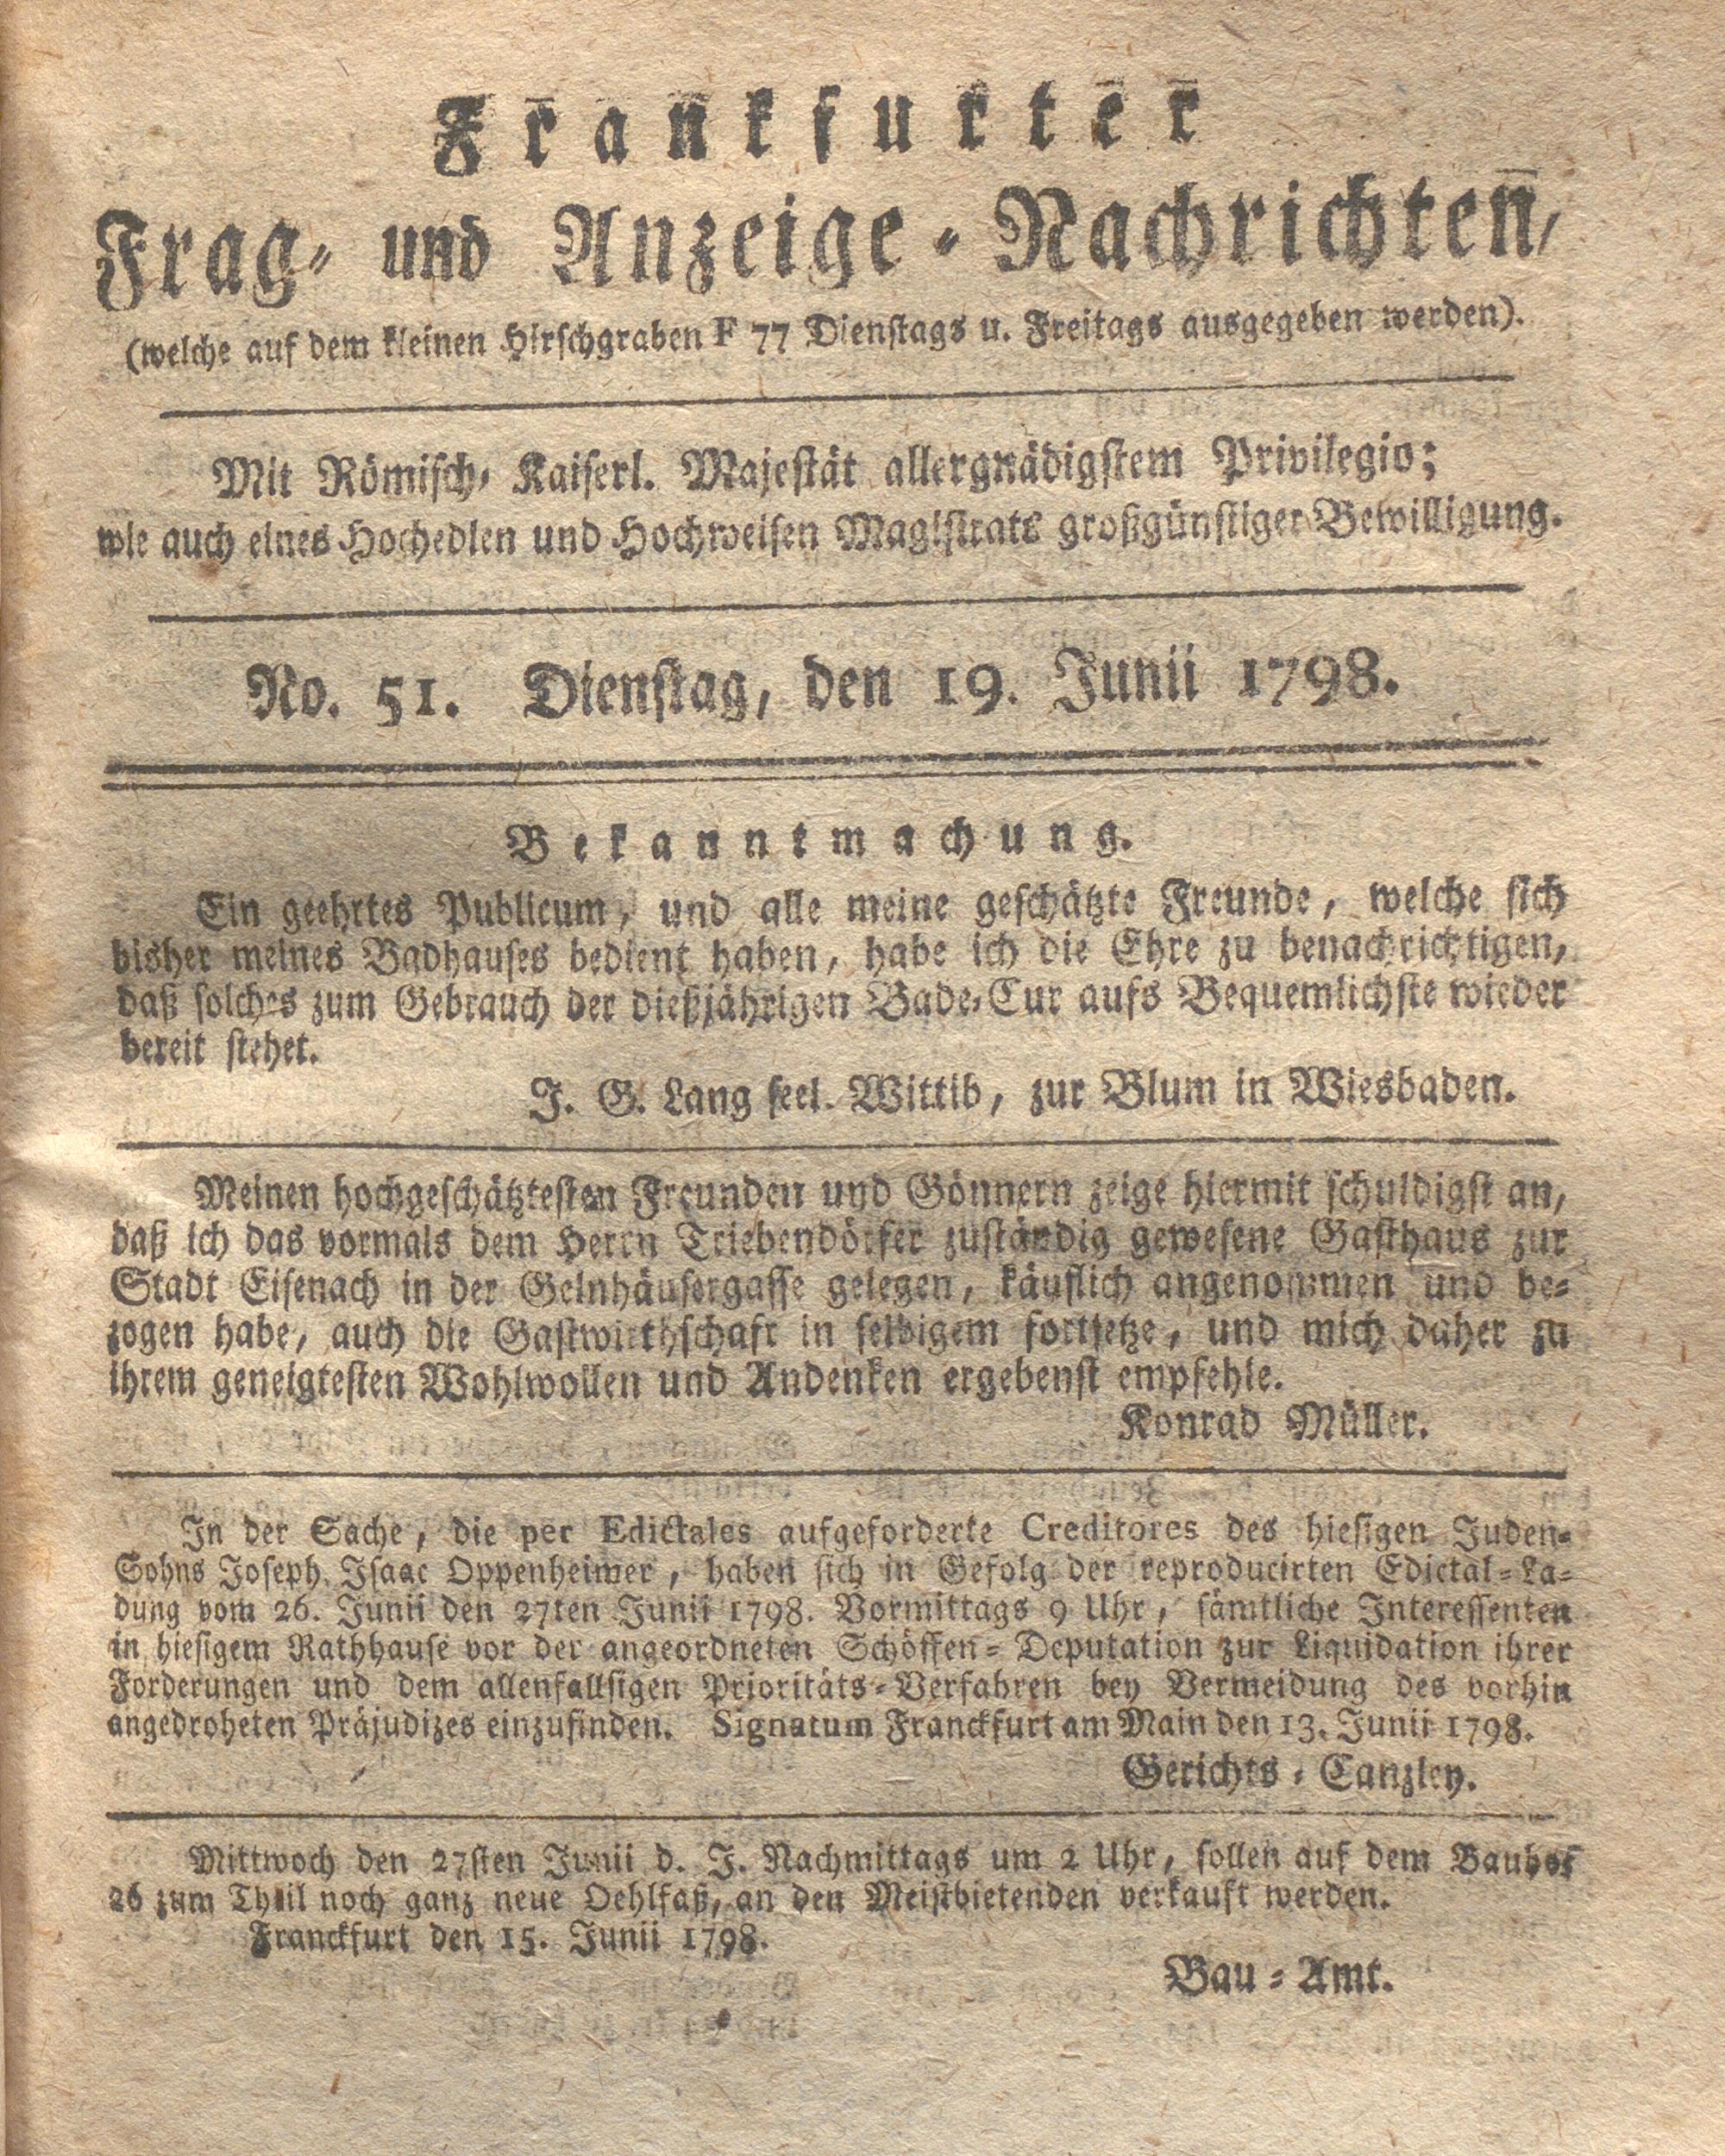 Frankfurter
Frag- und Anzeige-Nachrichten,
(welche auf dem kleinen Hirschgraben F 77 Dienstags u. Freitags ausgegeben werden).
Mit Römisch-Kaiserl. Majestät allergnädigstem Privilegio;
wie auch eines Hochedlen und Hochweisen Magistrats großgünstiger Bewilligung.
No. 51. Dienstag, den 19. Junii 1798.
Bekanntmachung.
Ein geehrtes Publicum, und alle meine geschätzte Freunde, welche sich
bisher meines Badhauses bedient haben, habe ich die Ehre zu benachrichtigen,
daß solches zum Gebrauch der dießjährigen Bade-Cur aufs Bequemlichste wieder
bereit stehet.
J. G. Lang seel. Wittib, zur Blum in Wiesbaden.
Meinen hochgeschätztesten Freunden und Gönnern zeige hiermit schuldigst an,
daß ich das vormals dem Herrn Triebendörfer zuständig gewesene Gasthaus zur
Stadt Eisenach in der Gelnhäusergasse gelegen, käuflich angenommen und be-
zogen habe, auch die Gastwirthschaft in selbigem fortsetze, und mich daher zu
ihrem geneigtesten Wohlwollen und Andenken ergebenst empfehle.
Konrad Müller.
In der Sache, die per Edictales aufgeforderte Creditores des hiesigen Juden-
Sohns Joseph Isaac Oppenheimer, haben sich in Gefolg der reproducirten Edictal-La-
dung vom 26. Junii den 27ten Junii 1798. Vormittags 9 Uhr, sämtliche Interessenten
in hiesigem Rathhause vor der angeordneten Schöffen-Deputation zur Liquidation ihrer
Forderungen und dem allenfallsigen Prioritäts-Verfahren bey Vermeidung des vorhin
angedroheten Präjudizes einzufinden. Signatum Franckfurt am Main den 13. Junii 1798.
Gerichts-Canzley.
Mittwoch den 27sten Junii d. J. Nachmittags um 2 Uhr, sollen auf dem Bauhof
26 zum Theil noch ganz neue Oehlfaß, an den Meistbietenden verkauft werden.
Franckfurt den 15. Junii 1798.
Bau-Amt.